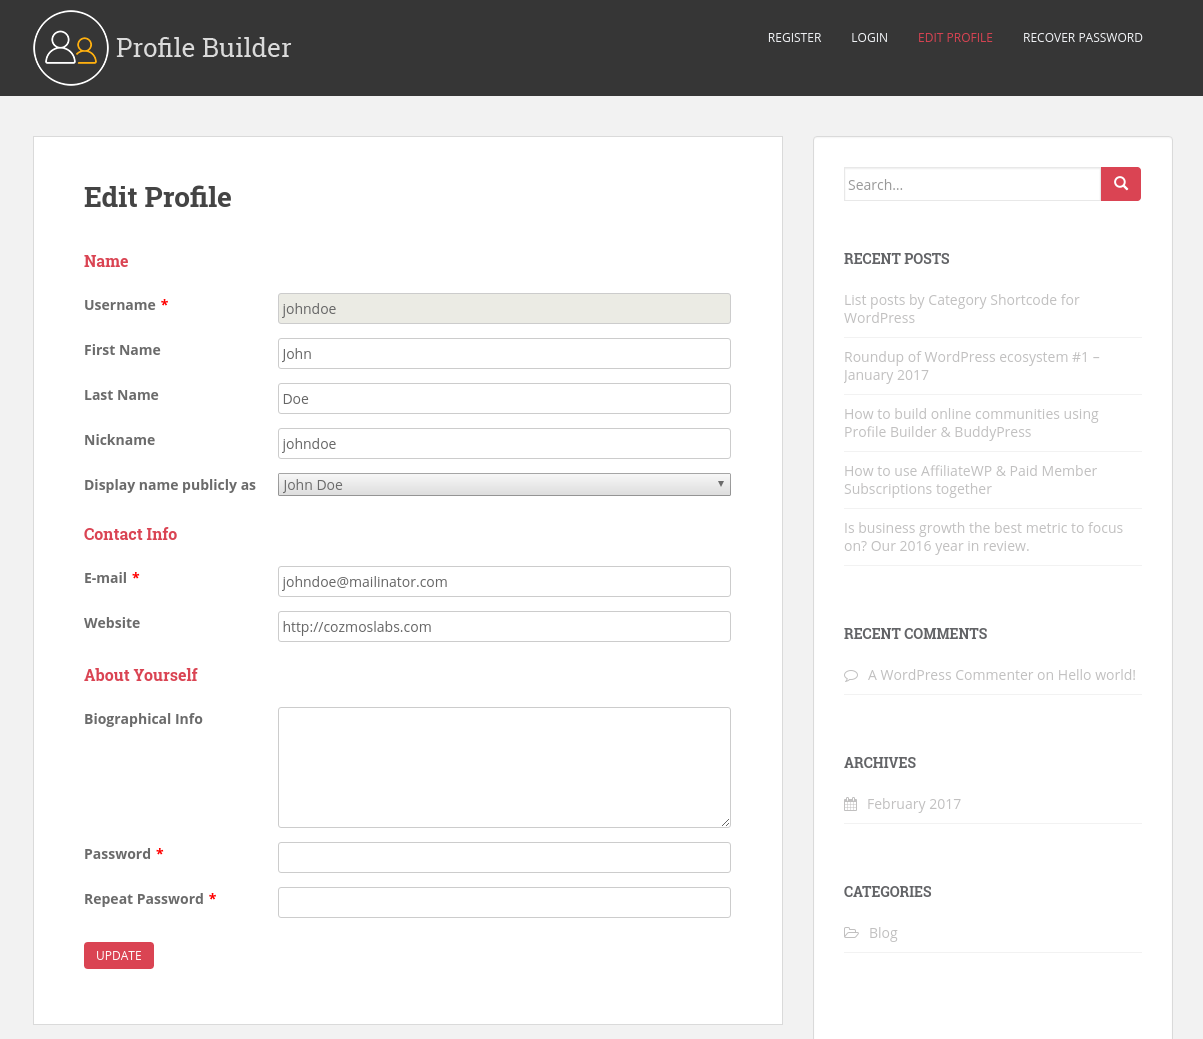 Profile Builder
REGISTER LOGIN EDIT PROFILE RECOVER PASSWORD
Edit Profile
Name
Username * johndoe
First Name John
Last Name Doe
Nickname johndoe
Display name publicly as John Doe
Contact Info
E-mail * johndoe@mailinator.com
Website http://cozmoslabs.com
About Yourself
Biographical Info
Password *
Repeat Password *
UPDATE
Search...
RECENT POSTS
List posts by Category Shortcode for
WordPress
Roundup of WordPress ecosystem #1 –
January 2017
How to build online communities using
Profile Builder & BuddyPress
How to use AffiliateWP & Paid Member
Subscriptions together
Is business growth the best metric to focus
on? Our 2016 year in review.
RECENT COMMENTS
A WordPress Commenter on Hello world!
ARCHIVES
February 2017
CATEGORIES
Blog